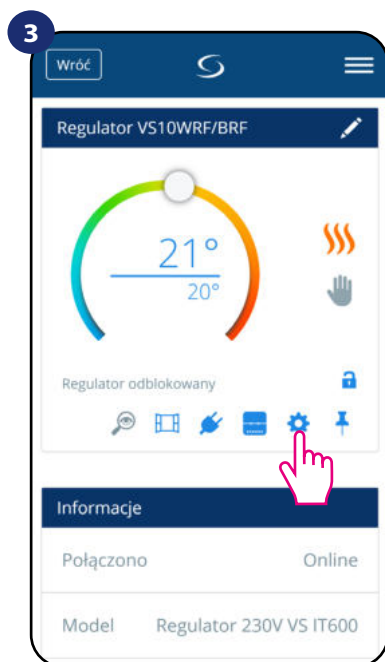 3
Wróć
Regulator VS10WRF/BRF
21°
20°
Regulator odblokowany
Informacje
Połączono Online
Model Regulator 230V VS IT600